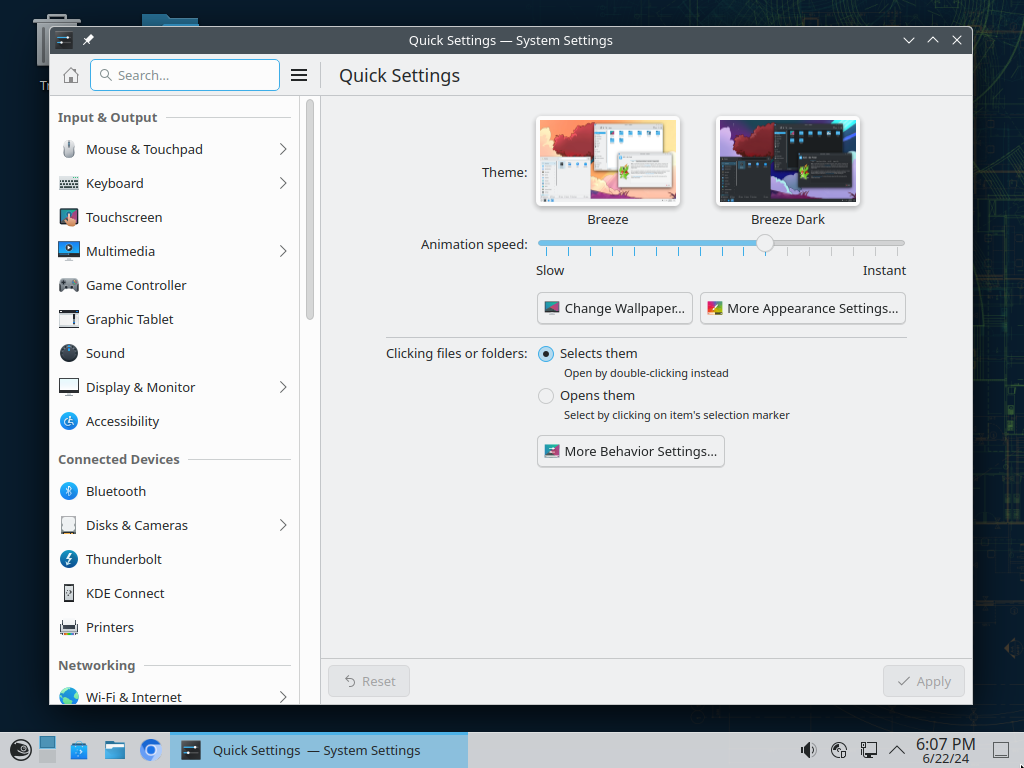 Quick Settings — System Settings
Search...
Quick Settings
Input & Output
Mouse & Touchpad
Keyboard
Touchscreen
Multimedia
Game Controller
Graphic Tablet
Sound
Display & Monitor
Accessibility
Connected Devices
Bluetooth
Disks & Cameras
Thunderbolt
KDE Connect
Printers
Networking
Wi-Fi & Internet
Theme:
Breeze
Breeze Dark
Animation speed:
Slow
Instant
Change Wallpaper...
More Appearance Settings...
Clicking files or folders:
Selects them
Open by double-clicking instead
Opens them
Select by clicking on item's selection marker
More Behavior Settings...
Reset
Apply
Quick Settings — System Settings
6:07 PM
6/22/24